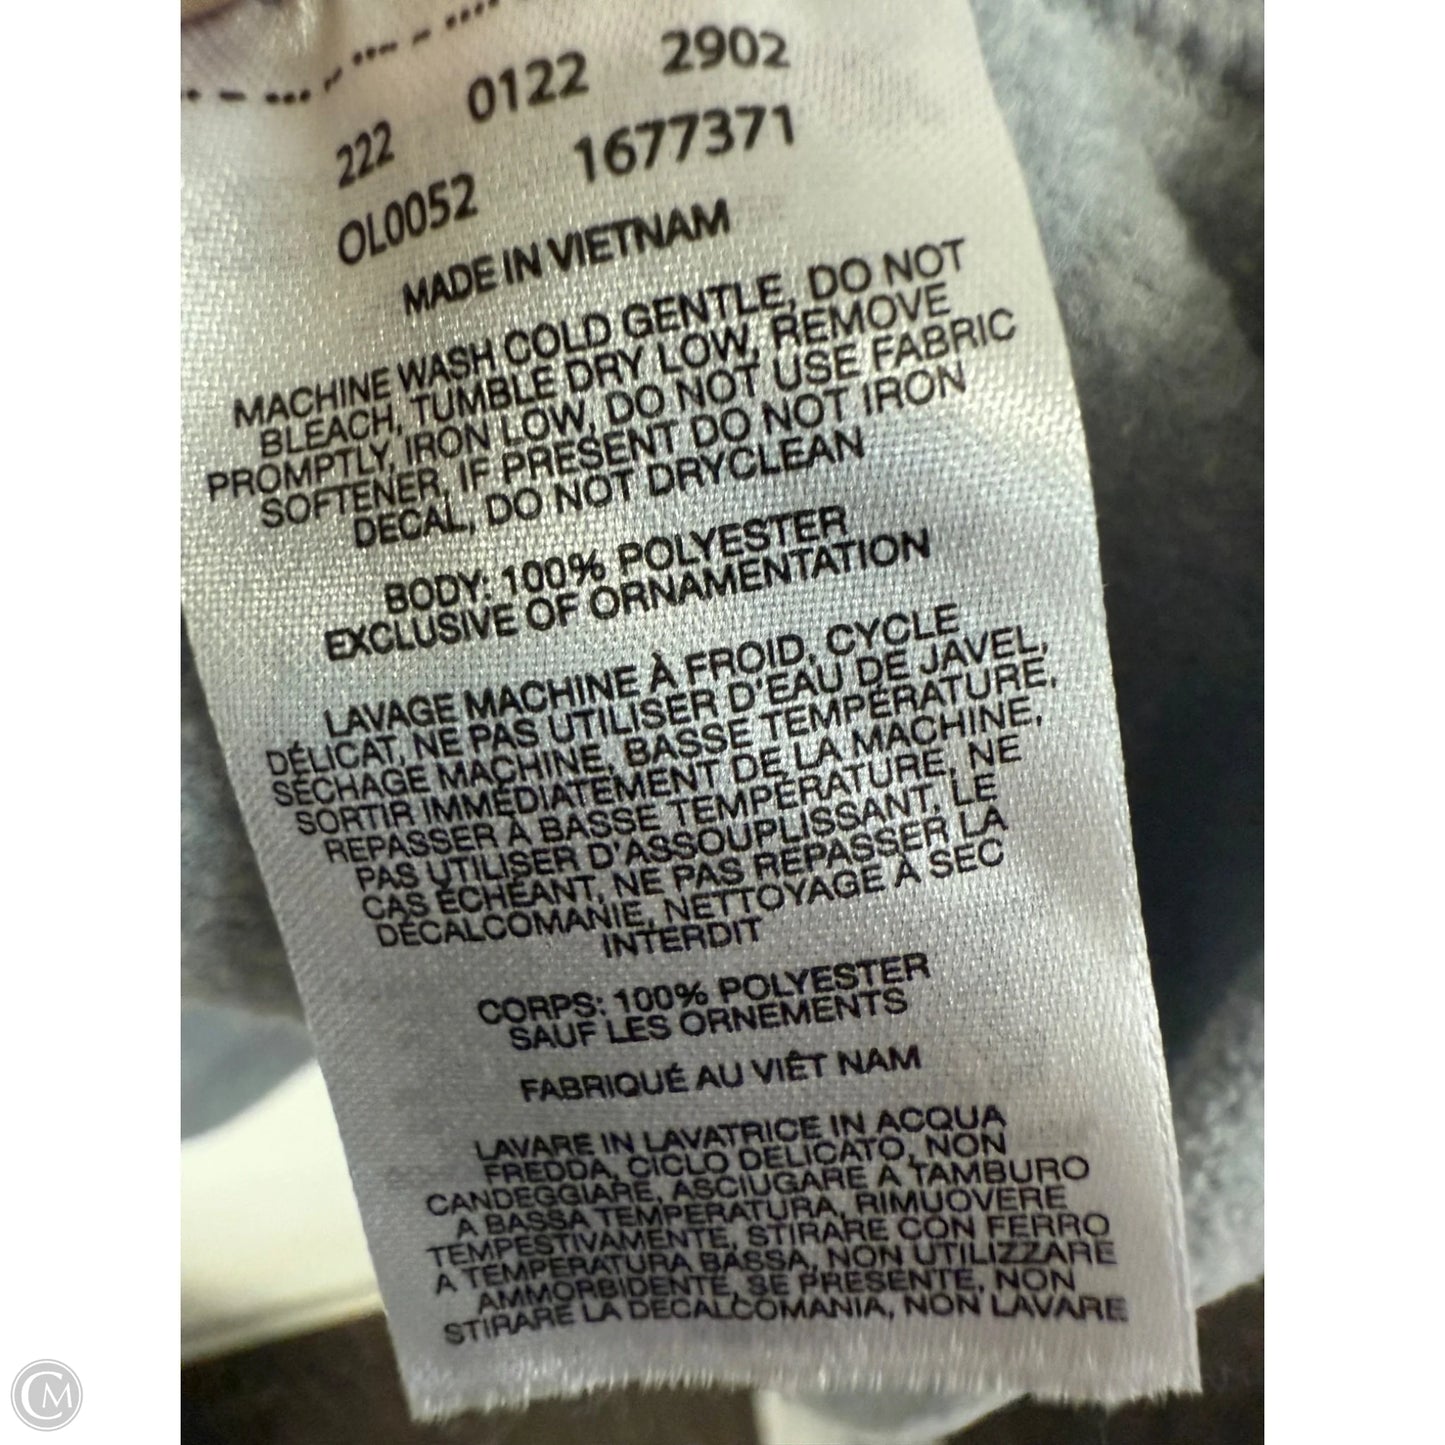 222 0122 2902
OL0052 1677371
MADE IN VIETNAM
MACHINE WASH COLD GENTLE, DO NOT
BLEACH, TUMBLE DRY LOW, REMOVE
PROMPTLY, IRON LOW, DO NOT USE FABRIC
SOFTENER, IF PRESENT DO NOT IRON
DECAL, DO NOT DRYCLEAN
BODY: 100% POLYESTER
EXCLUSIVE OF ORNAMENTATION
LAVAGE MACHINE À FROID, CYCLE
DÉLICAT, NE PAS UTILISER D'EAU DE JAVEL,
SÉCHAGE MACHINE, BASSE TEMPÉRATURE,
SORTIR IMMÉDIATEMENT DE LA MACHINE,
REPASSER À BASSE TEMPÉRATURE, NE
PAS UTILISER D'ASSOUPLISSANT, LE
CAS ÉCHÉANT, NE PAS REPASSER LA
DÉCALCOMANIE, NETTOYAGE À SEC
INTERDIT
CORPS: 100% POLYESTER
SAUF LES ORNEMENTS
FABRIQUÉ AU VIÊT NAM
LAVARE IN LAVATRICE IN ACQUA
FREDDA, CICLO DELICATO, NON
CANDEGGIARE, ASCIUGARE A TAMBURO
A BASSA TEMPERATURA, RIMUOVERE
TEMPESTIVAMENTE, STIRARE CON FERRO
A TEMPERATURA BASSA, NON UTILIZZARE
AMMORBIDENTE, SE PRESENTE, NON
STIRARE LA DECALCOMANIA, NON LAVARE
CM